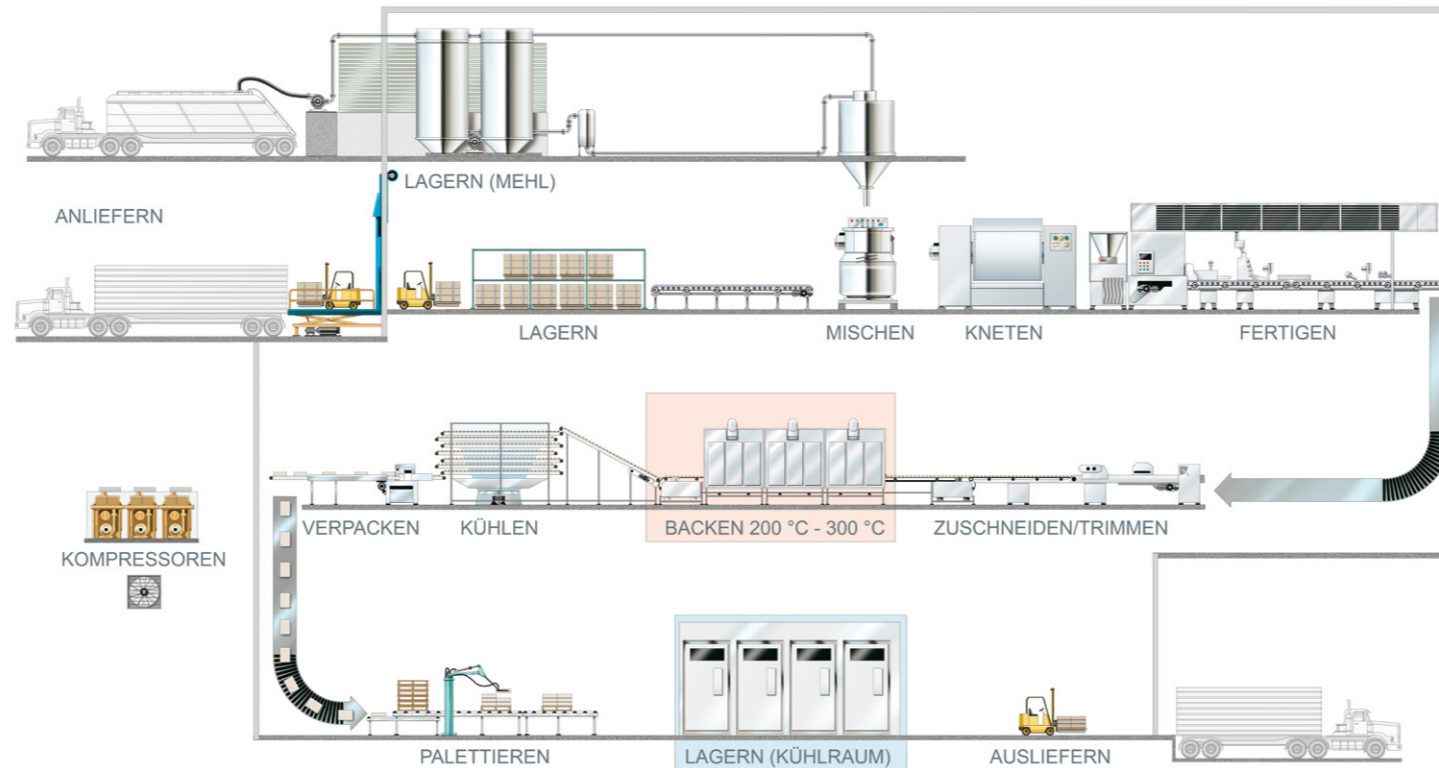 LAGERN (MEHL)
ANLIEFERN
LAGERN
MISCHEN
KNETEN
FERTIGEN
VERPACKEN
KÜHLEN
BACKEN 200 °C - 300 °C
ZUSCHNEIDEN/TRIMMEN
KOMPRESSOREN
PALETTIEREN
LAGERN (KÜHLRAUM)
AUSLIEFERN